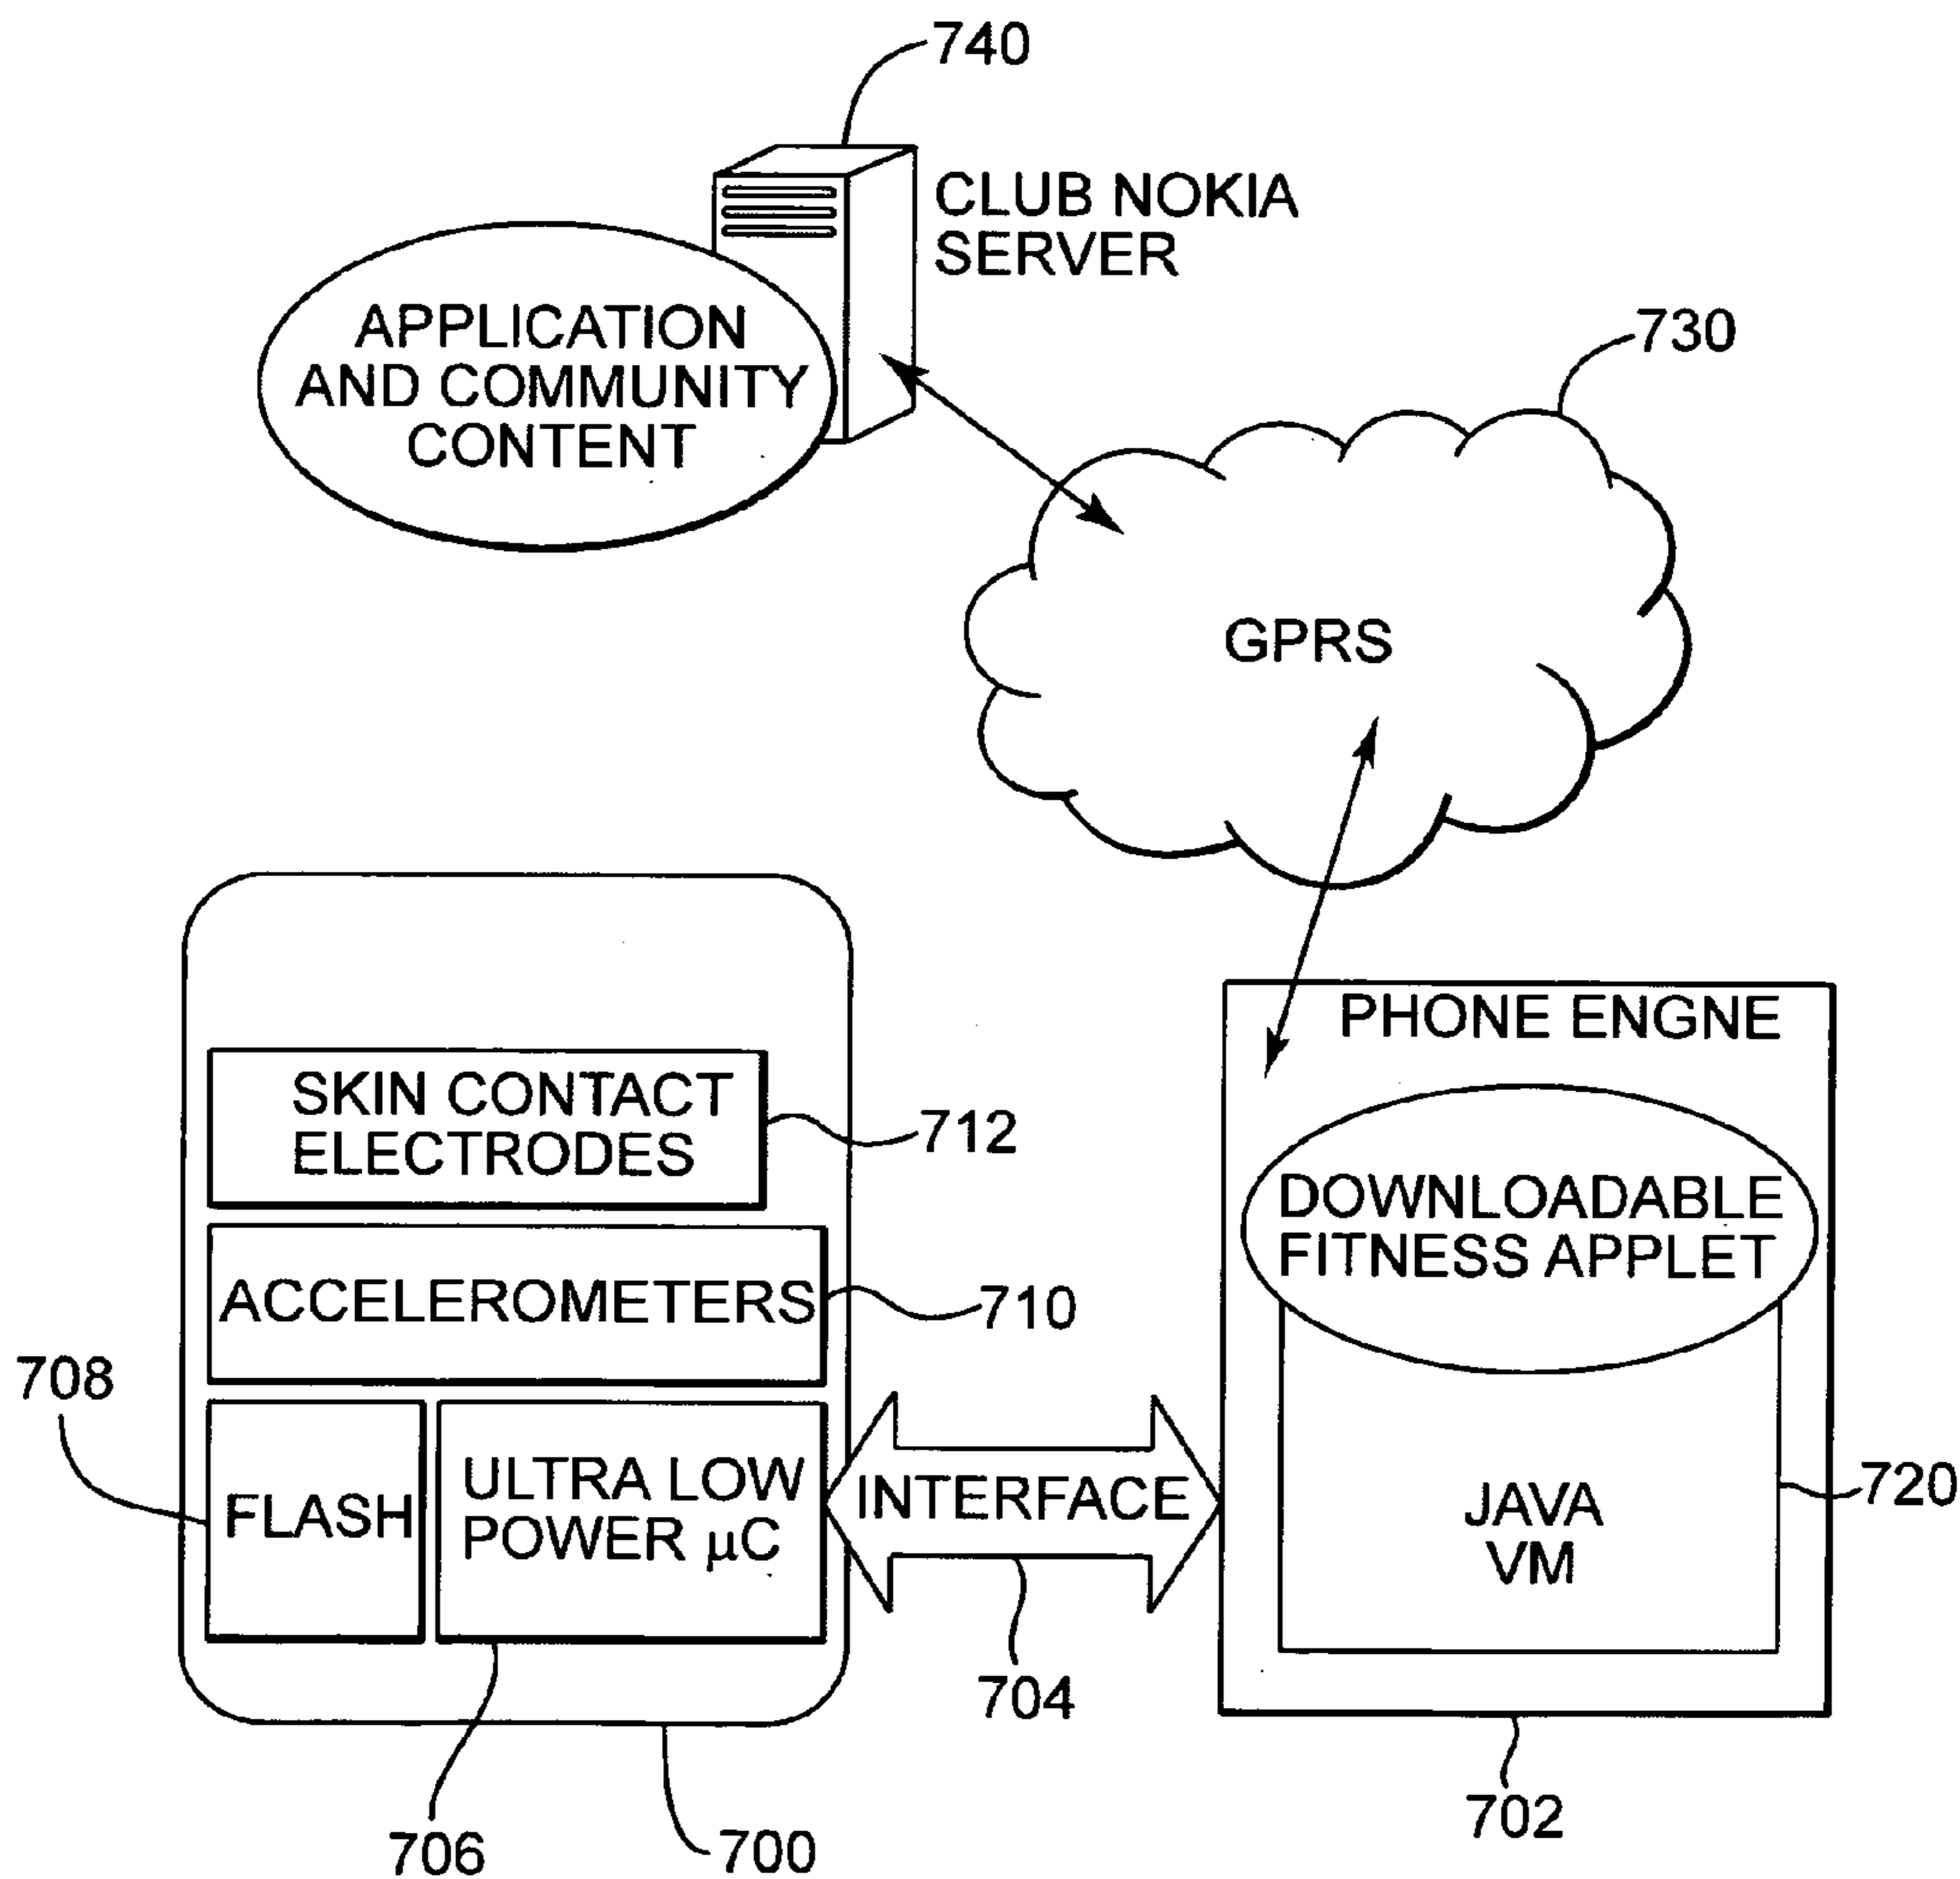 740
CLUB NOKIA
SERVER
APPLICATION
AND COMMUNITY
CONTENT
730
GPRS
PHONE ENGNE
SKIN CONTACT
ELECTRODES
712
DOWNLOADABLE
FITNESS APPLET
ACCELEROMETERS
710
708
FLASH
ULTRA LOW
POWER µC
INTERFACE
JAVA
VM
720
704
706
700
702